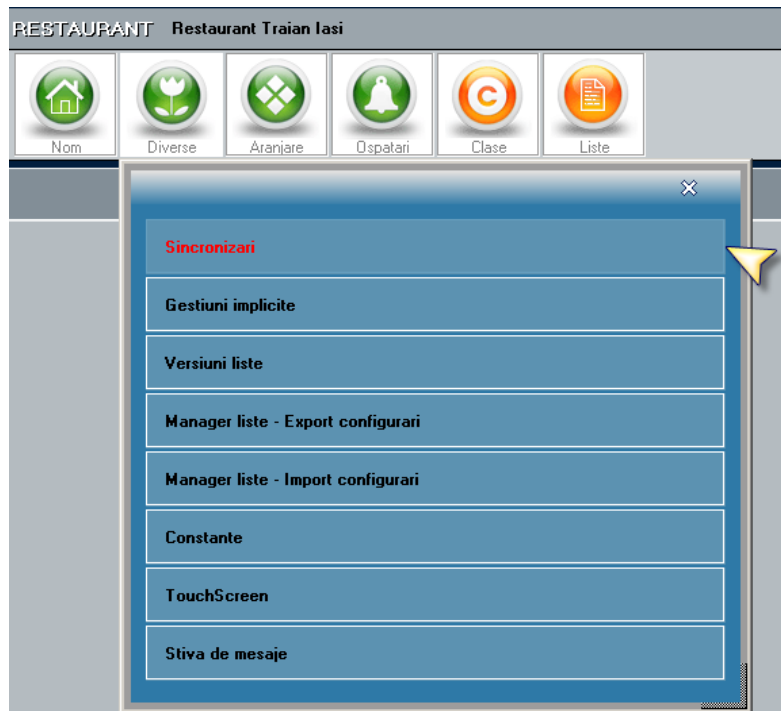 RESTAURANT Restaurant Traian Iasi
Nom Diverse Aranjare Ospatari Clase Liste
Sincronizari
Gestiuni implicite
Versiuni liste
Manager liste - Export configurari
Manager liste - Import configurari
Constante
TouchScreen
Stiva de mesaje